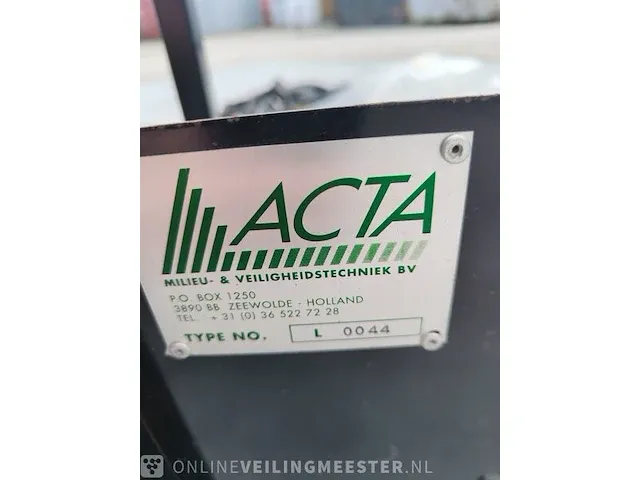 ACTA
MILIEU- & VEILIGHEIDSTECHNIEK BV
P.O. BOX 1250
3890 BB ZEEWOLDE - HOLLAND
TEL. + 31 (0) 36 522 72 28
TYPE NO. L 0044
ONLINEVEILINGMEESTER.NL